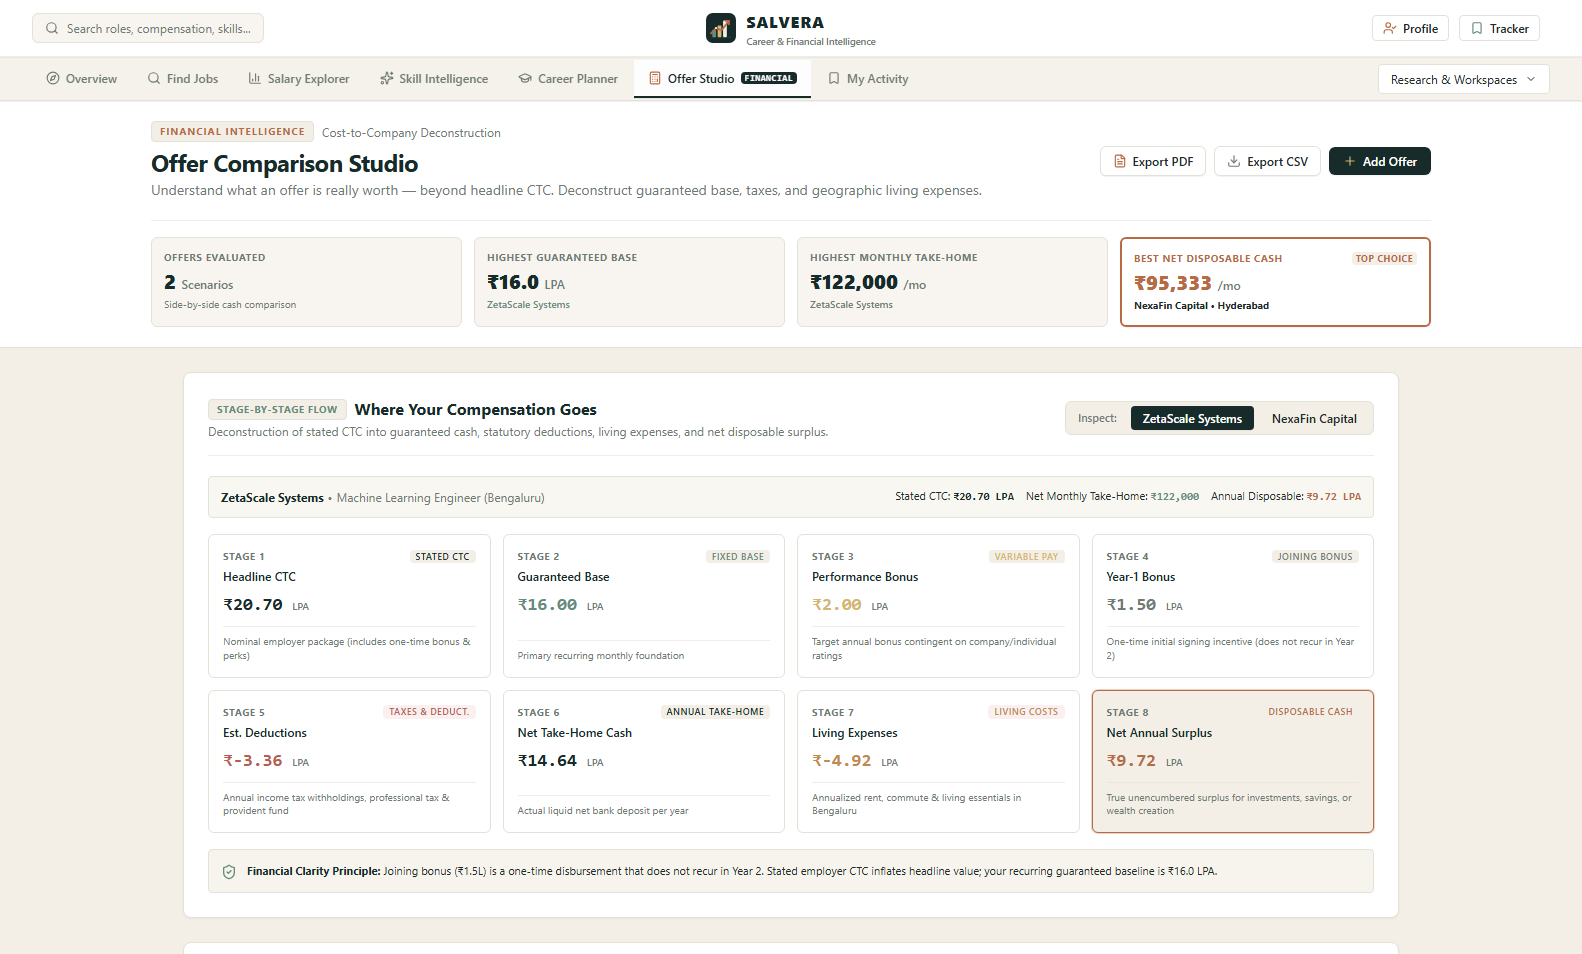 Search roles, compensation, skills...
SALVERA
Career & Financial Intelligence
Profile
Tracker
Overview
Find Jobs
Salary Explorer
Skill Intelligence
Career Planner
Offer Studio FINANCIAL
My Activity
Research & Workspaces
FINANCIAL INTELLIGENCE Cost-to-Company Deconstruction
Offer Comparison Studio
Understand what an offer is really worth — beyond headline CTC. Deconstruct guaranteed base, taxes, and geographic living expenses.
Export PDF
Export CSV
Add Offer
OFFERS EVALUATED
2 Scenarios
Side-by-side cash comparison
HIGHEST GUARANTEED BASE
₹16.0 LPA
ZetaScale Systems
HIGHEST MONTHLY TAKE-HOME
₹122,000 /mo
ZetaScale Systems
BEST NET DISPOSABLE CASH TOP CHOICE
₹95,333 /mo
NexaFin Capital • Hyderabad
STAGE-BY-STAGE FLOW Where Your Compensation Goes
Deconstruction of stated CTC into guaranteed cash, statutory deductions, living expenses, and net disposable surplus.
Inspect: ZetaScale Systems NexaFin Capital
ZetaScale Systems • Machine Learning Engineer (Bengaluru)
Stated CTC: ₹20.70 LPA Net Monthly Take-Home: ₹122,000 Annual Disposable: ₹9.72 LPA
STAGE 1 STATED CTC
Headline CTC
₹20.70 LPA
Nominal employer package (includes one-time bonus &
perks)
STAGE 2 FIXED BASE
Guaranteed Base
₹16.00 LPA
Primary recurring monthly foundation
STAGE 3 VARIABLE PAY
Performance Bonus
₹2.00 LPA
Target annual bonus contingent on company/individual
ratings
STAGE 4 JOINING BONUS
Year-1 Bonus
₹1.50 LPA
One-time initial signing incentive (does not recur in Year
2)
STAGE 5 TAXES & DEDUCT.
Est. Deductions
₹-3.36 LPA
Annual income tax withholdings, professional tax &
provident fund
STAGE 6 ANNUAL TAKE-HOME
Net Take-Home Cash
₹14.64 LPA
Actual liquid net bank deposit per year
STAGE 7 LIVING COSTS
Living Expenses
₹-4.92 LPA
Annualized rent, commute & living essentials in
Bengaluru
STAGE 8 DISPOSABLE CASH
Net Annual Surplus
₹9.72 LPA
True unencumbered surplus for investments, savings, or
wealth creation
Financial Clarity Principle: Joining bonus (₹1.5L) is a one-time disbursement that does not recur in Year 2. Stated employer CTC inflates headline value; your recurring guaranteed baseline is ₹16.0 LPA.